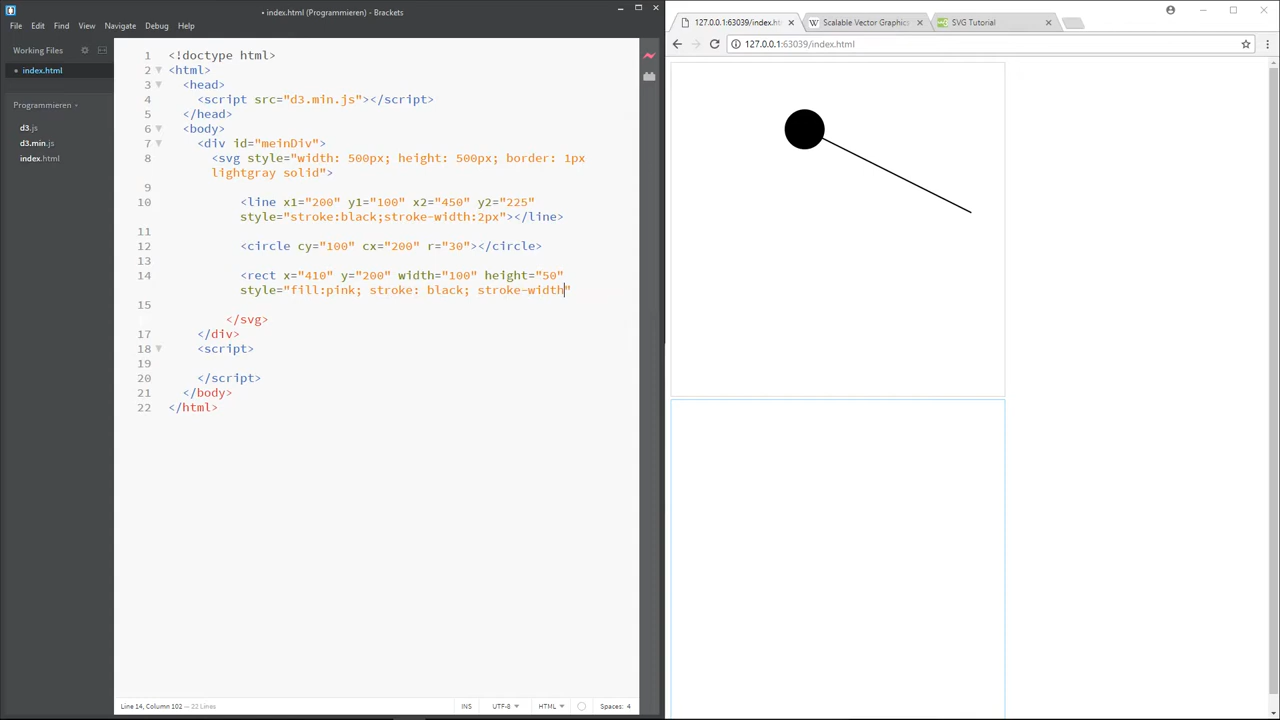 • index.html (Programmieren) - Brackets
File Edit Find View Navigate Debug Help
Working Files
• index.html
Programmieren
d3.js
d3.min.js
index.html
1 <!doctype html>
2 <html>
3 <head>
4 <script src="d3.min.js"></script>
5 </head>
6 <body>
7 <div id="meinDiv">
8 <svg style="width: 500px; height: 500px; border: 1px
lightgray solid">
9
10 <line x1="200" y1="100" x2="450" y2="225"
style="stroke:black;stroke-width:2px"></line>
11
12 <circle cy="100" cx="200" r="30"></circle>
13
14 <rect x="410" y="200" width="100" height="50"
style="fill:pink; stroke: black; stroke-width"
15
</svg>
17 </div>
18 <script>
19
20 </script>
21 </body>
22 </html>
Line 14, Column 102 — 22 Lines
INS UTF-8 HTML Spaces: 4
127.0.0.1:63039/index.ht
Scalable Vector Graphics
SVG Tutorial
127.0.0.1:63039/index.html